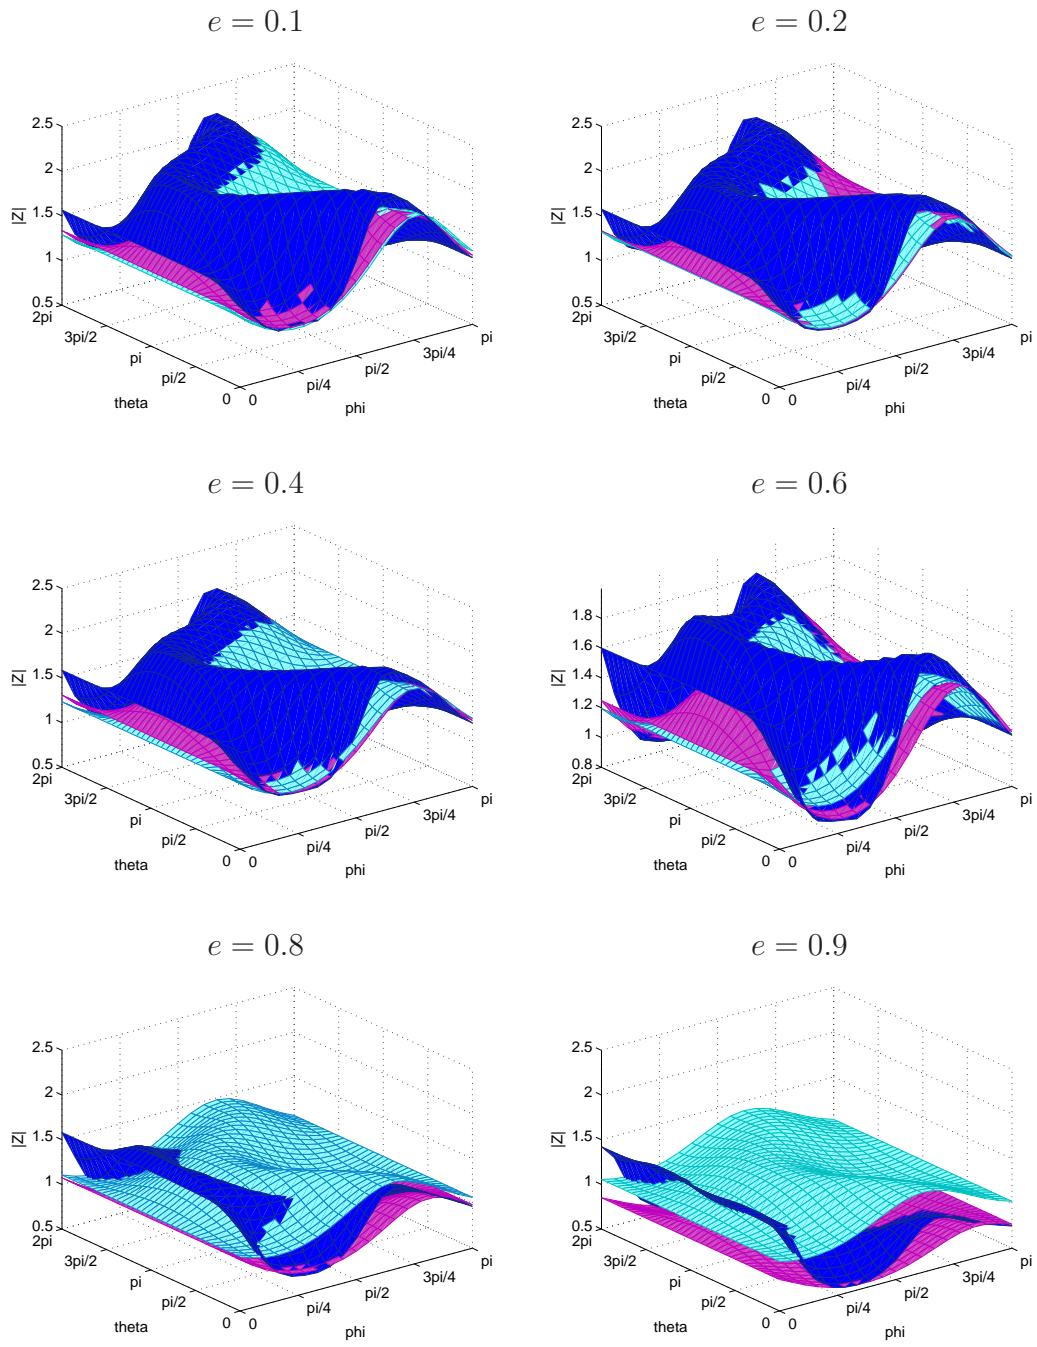 e = 0.1
e = 0.2
2.5
2
1.5
1
0.5
|Z|
2pi
3pi/2
pi
pi/2
0
theta
0
pi/4
pi/2
3pi/4
pi
phi
2.5
2
1.5
1
0.5
|Z|
2pi
3pi/2
pi
pi/2
0
theta
0
pi/4
pi/2
3pi/4
pi
phi
e = 0.4
e = 0.6
2.5
2
1.5
1
0.5
|Z|
2pi
3pi/2
pi
pi/2
0
theta
0
pi/4
pi/2
3pi/4
pi
phi
1.8
1.6
1.4
1.2
1
0.8
|Z|
2pi
3pi/2
pi
pi/2
0
theta
0
pi/4
pi/2
3pi/4
pi
phi
e = 0.8
e = 0.9
2.5
2
1.5
1
0.5
|Z|
2pi
3pi/2
pi
pi/2
0
theta
0
pi/4
pi/2
3pi/4
pi
phi
2.5
2
1.5
1
0.5
|Z|
2pi
3pi/2
pi
pi/2
0
theta
0
pi/4
pi/2
3pi/4
pi
phi